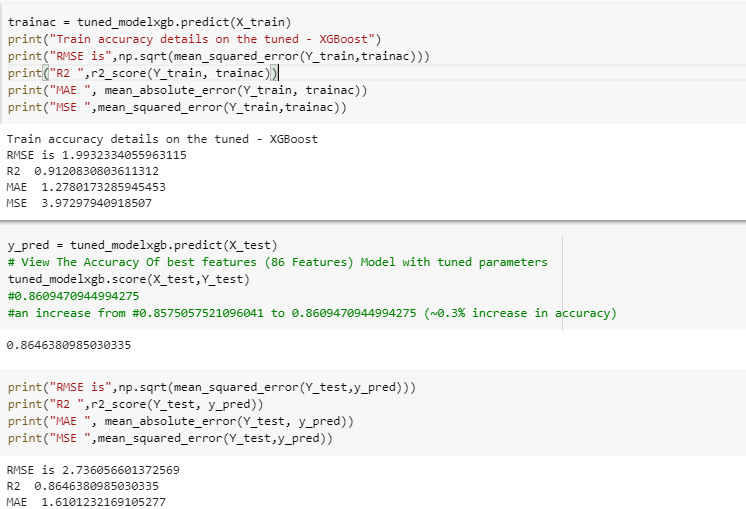 trainac = tuned_modelxgb.predict(X_train)
print("Train accuracy details on the tuned - XGBoost")
print("RMSE is",np.sqrt(mean_squared_error(Y_train,trainac)))
print("R2 ",r2_score(Y_train, trainac))
print("MAE ", mean_absolute_error(Y_train, trainac))
print("MSE ",mean_squared_error(Y_train,trainac))
Train accuracy details on the tuned - XGBoost
RMSE is 1.9932334055963115
R2  0.9120830803611312
MAE  1.2780173285945453
MSE  3.97297940918507
y_pred = tuned_modelxgb.predict(X_test)
# View The Accuracy Of best features (86 Features) Model with tuned parameters
tuned_modelxgb.score(X_test,Y_test)
#0.8609470944994275
#an increase from #0.8575057521096041 to 0.8609470944994275 (~0.3% increase in accuracy)
0.8646380985030335
print("RMSE is",np.sqrt(mean_squared_error(Y_test,y_pred)))
print("R2 ",r2_score(Y_test, y_pred))
print("MAE ", mean_absolute_error(Y_test, y_pred))
print("MSE ",mean_squared_error(Y_test,y_pred))
RMSE is 2.736056601372569
R2  0.8646380985030335
MAE  1.6101232169105277